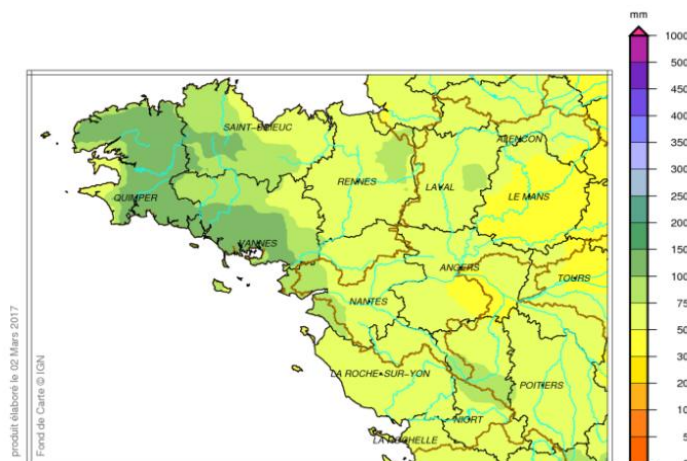 mm
1000
500
400
350
300
250
200
150
100
75
50
30
20
10
5
SAINT-BRIEUC
ALENCON
RENNES
LAVAL
LE MANS
QUIMPER
VANNES
ANGERS
TOURS
NANTES
LA ROCHE-SUR-YON
POITIERS
NIORT
LA ROCHELLE
produit élaboré le 02 Mars 2017
Fond de Carte © IGN